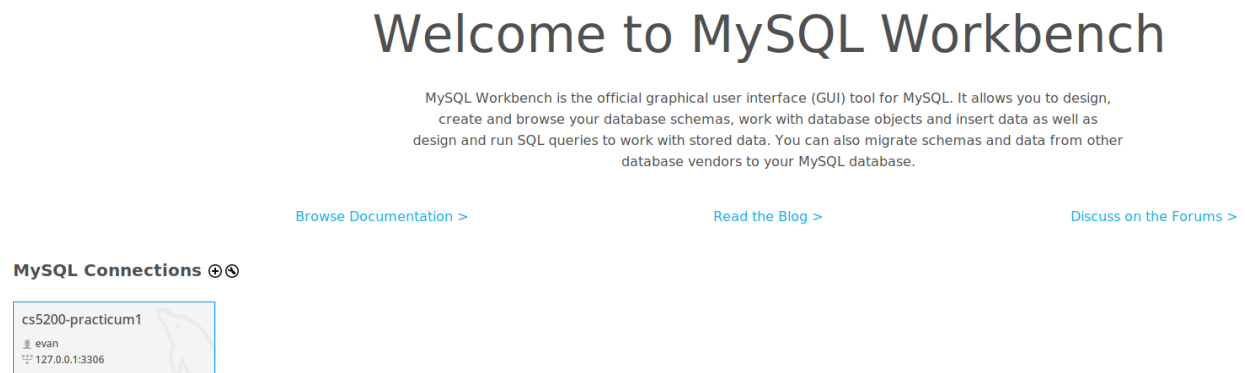 Welcome to MySQL Workbench
MySQL Workbench is the official graphical user interface (GUI) tool for MySQL. It allows you to design,
create and browse your database schemas, work with database objects and insert data as well as
design and run SQL queries to work with stored data. You can also migrate schemas and data from other
database vendors to your MySQL database.
Browse Documentation > Read the Blog > Discuss on the Forums >
MySQL Connections
cs5200-practicum1
evan
127.0.0.1:3306